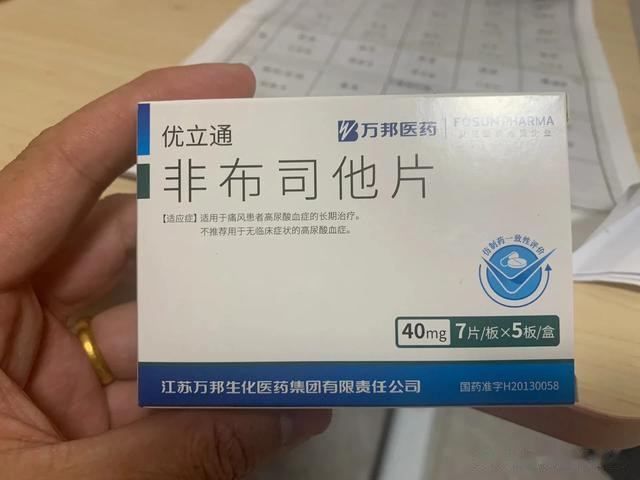 优立通
万邦医药
FOSUN PHARMA
非布司他片
【适应症】适用于痛风患者高尿酸血症的长期治疗。
不推荐用于无临床症状的高尿酸血症。
仿制药一致性评价
40mg 7片/板×5板/盒
江苏万邦生化医药集团有限责任公司
国药准字H20130058